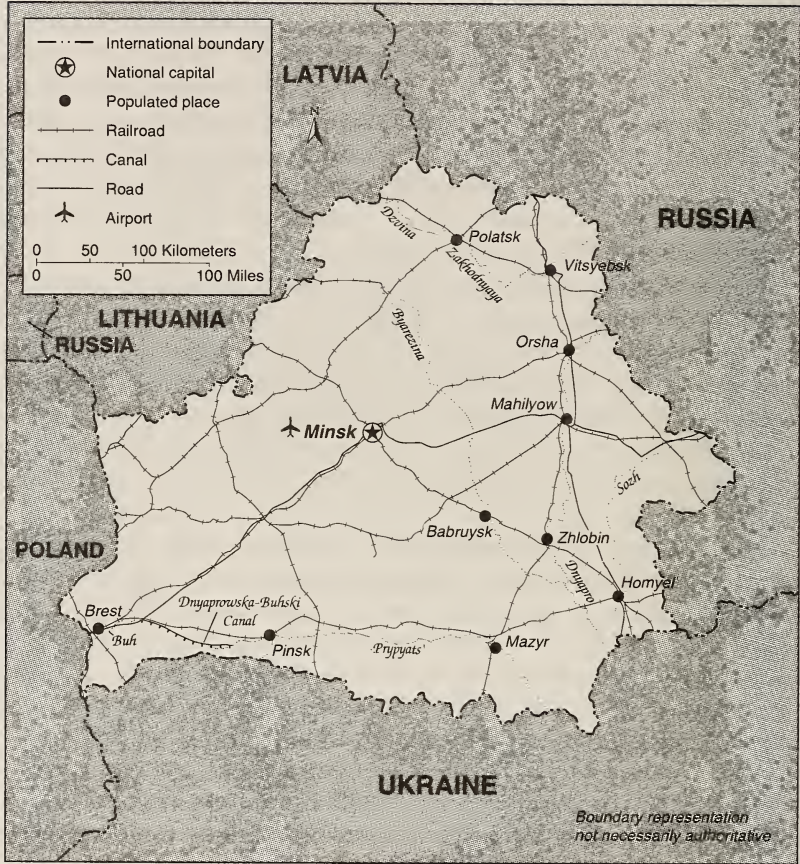 International boundary
National capital
Populated place
Railroad
Canal
Road
Airport
0 50 100 Kilometers
0 50 100 Miles
N
LATVIA
RUSSIA
LITHUANIA
RUSSIA
POLAND
UKRAINE
Dzvina
Polatsk
Zakhodnyaya
Vitsyebsk
Byarezina
Orsha
Mahilyow
Minsk
Sozh
Babruysk
Zhlobin
Dnyapro
Homyel
Brest
Buh
Dnyaprowska-Buhski
Canal
Pinsk
Prypyats'
Mazyr
Boundary representation
not necessarily authoritative